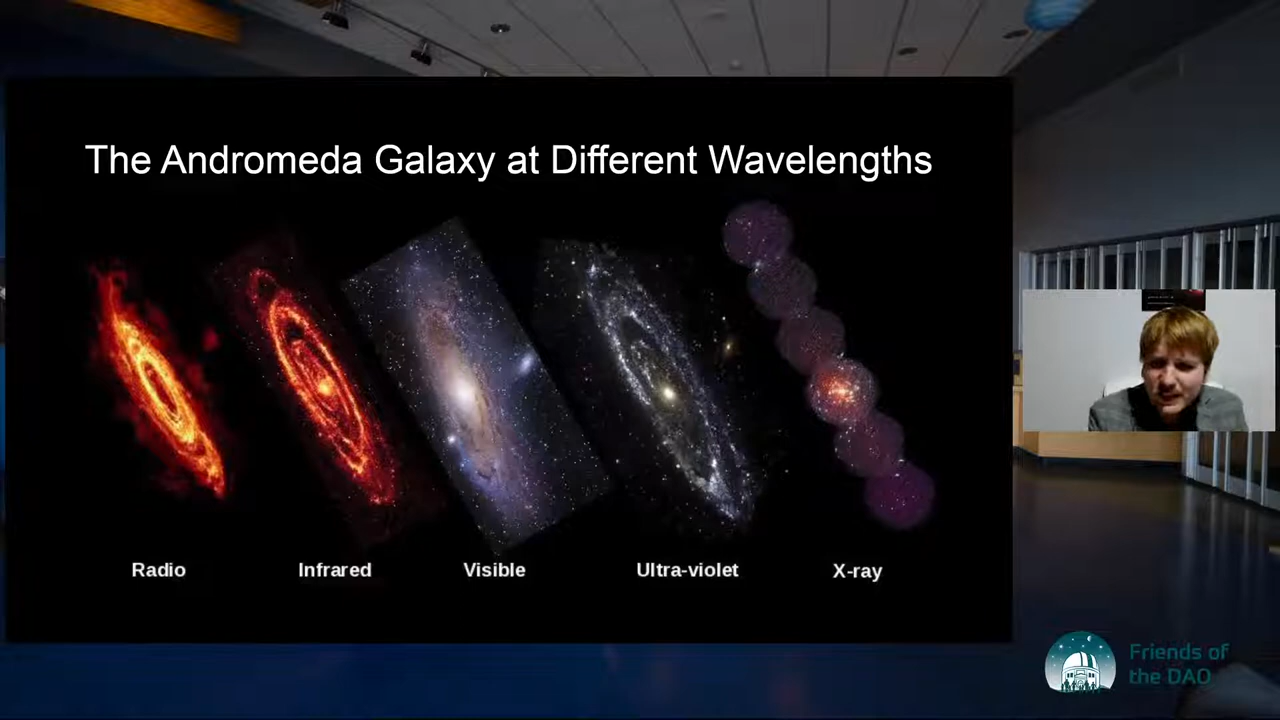 The Andromeda Galaxy at Different Wavelengths
Radio
Infrared
Visible
Ultra-violet
X-ray
Friends of
the DAO